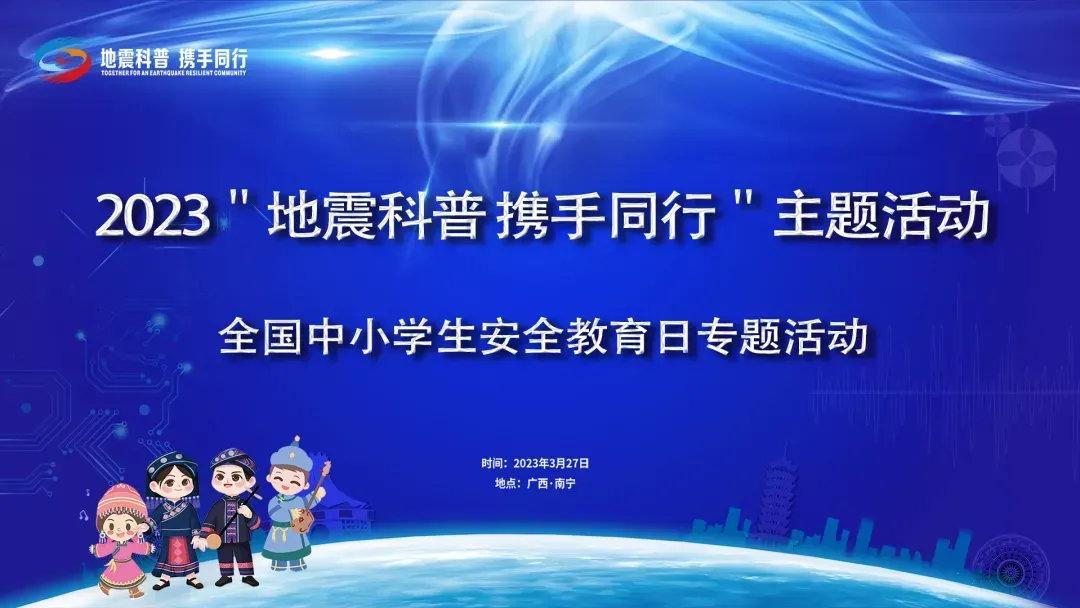 地震科普 携手同行
TOGETHER FOR AN EARTHQUAKE RESILIENT COMMUNITY
2023 "地震科普 携手同行" 主题活动
全国中小学生安全教育日专题活动
时间：2023年3月27日
地点：广西·南宁